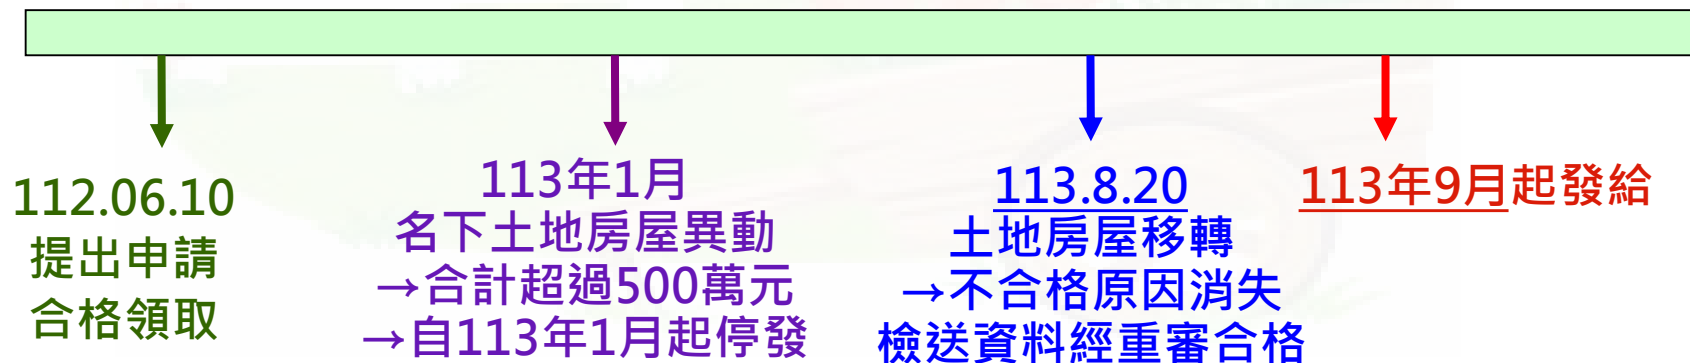 112.06.10
提出申請
合格領取
113年1月
名下土地房屋異動
→合計超過500萬元
→自113年1月起停發
113.8.20
土地房屋移轉
→不合格原因消失
檢送資料經重審合格
113年9月起發給